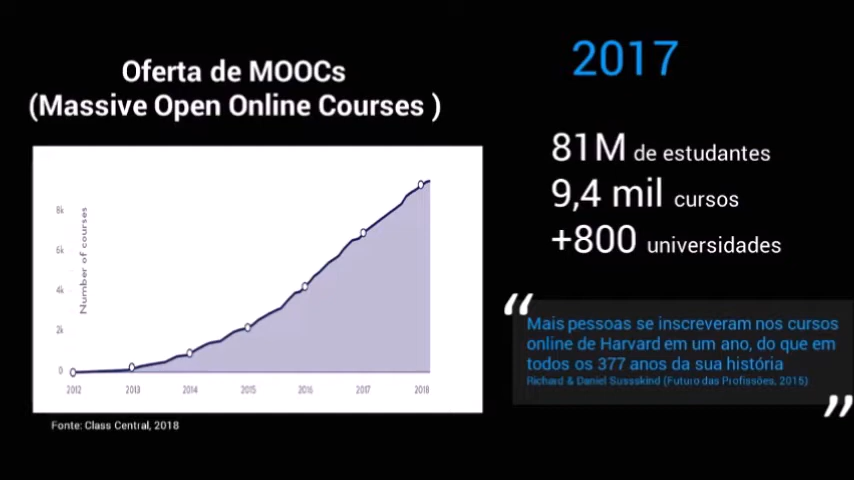 Oferta de MOOCs
(Massive Open Online Courses )
Number of courses
8k
6k
4k
2k
0
2012 2013 2014 2015 2016 2017 2018
Fonte: Class Central, 2018
2017
81M de estudantes
9,4 mil cursos
+800 universidades
“
Mais pessoas se inscreveram nos cursos
online de Harvard em um ano, do que em
todos os 377 anos da sua história
Richard & Daniel Sussskind (Futuro das Profissões, 2015)
”